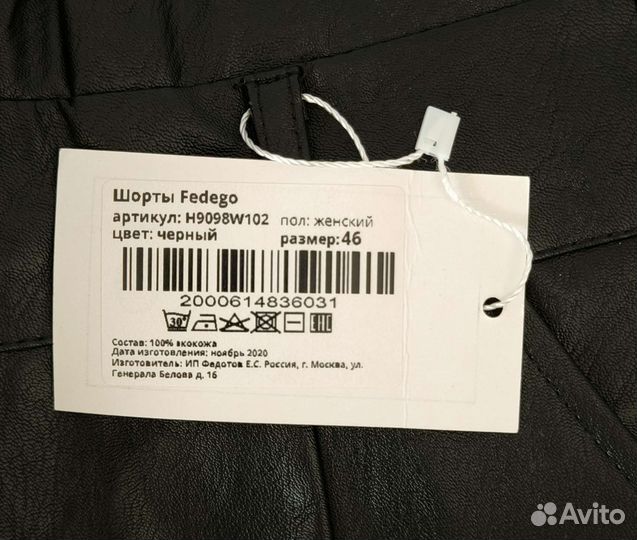 Шорты Fedego
артикул: H9098W102 пол: женский
цвет: черный размер: 46
2000614836031
30°
EAC
Состав: 100% экокожа
Дата изготовления: ноябрь 2020
Изготовитель: ИП Федотов Е.С. Россия, г. Москва, ул.
Генерала Белова д. 16
Avito